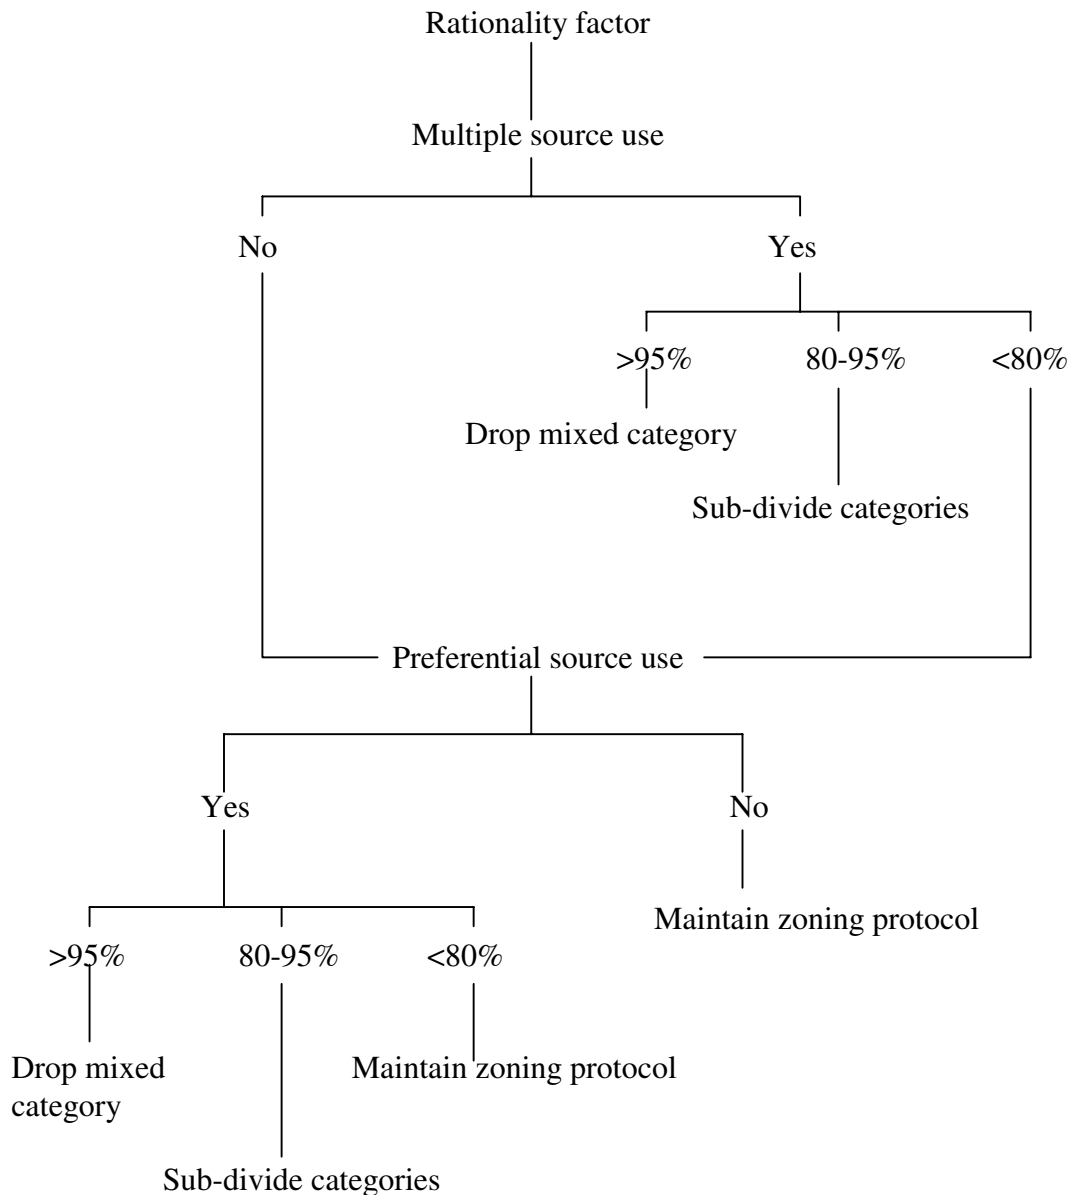 Rationality factor
Multiple source use
No
Yes
>95%
80-95%
<80%
Drop mixed category
Sub-divide categories
Preferential source use
Yes
No
Maintain zoning protocol
>95%
80-95%
<80%
Drop mixed
category
Maintain zoning protocol
Sub-divide categories